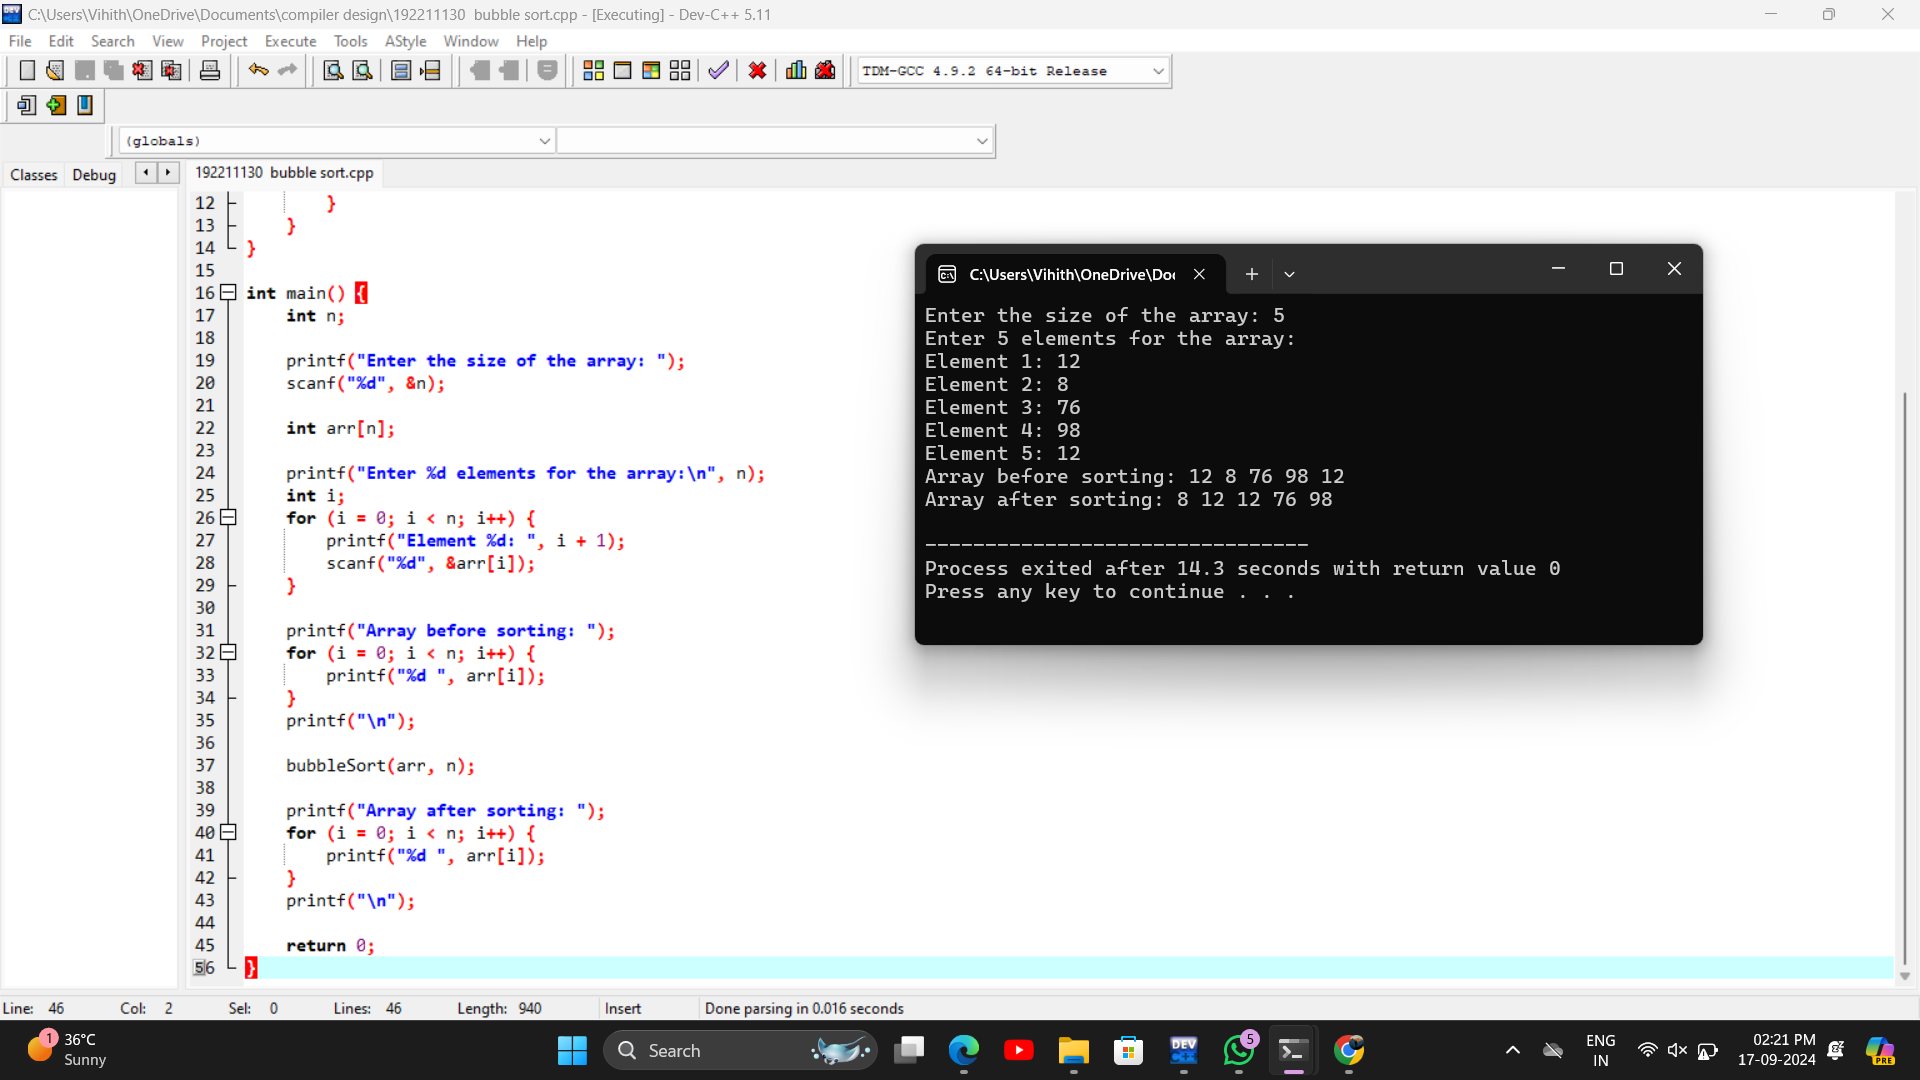 C:\Users\Vihith\OneDrive\Documents\compiler design\192211130  bubble sort.cpp - [Executing] - Dev-C++ 5.11
File Edit Search View Project Execute Tools AStyle Window Help
TDM-GCC 4.9.2 64-bit Release
(globals)
Classes Debug
192211130  bubble sort.cpp
12 }
13 }
14 }
15
16 int main() {
17 int n;
18
19 printf("Enter the size of the array: ");
20 scanf("%d", &n);
21
22 int arr[n];
23
24 printf("Enter %d elements for the array:\n", n);
25 int i;
26 for (i = 0; i < n; i++) {
27 printf("Element %d: ", i + 1);
28 scanf("%d", &arr[i]);
29 }
30
31 printf("Array before sorting: ");
32 for (i = 0; i < n; i++) {
33 printf("%d ", arr[i]);
34 }
35 printf("\n");
36
37 bubbleSort(arr, n);
38
39 printf("Array after sorting: ");
40 for (i = 0; i < n; i++) {
41 printf("%d ", arr[i]);
42 }
43 printf("\n");
44
45 return 0;
56 }
C:\Users\Vihith\OneDrive\Do
Enter the size of the array: 5
Enter 5 elements for the array:
Element 1: 12
Element 2: 8
Element 3: 76
Element 4: 98
Element 5: 12
Array before sorting: 12 8 76 98 12
Array after sorting: 8 12 12 76 98
--------------------------------
Process exited after 14.3 seconds with return value 0
Press any key to continue . . .
Line: 46 Col: 2 Sel: 0 Lines: 46 Length: 940 Insert Done parsing in 0.016 seconds
1
36°C
Sunny
Search
DEV
5
ENG
IN
02:21 PM
17-09-2024
PRE